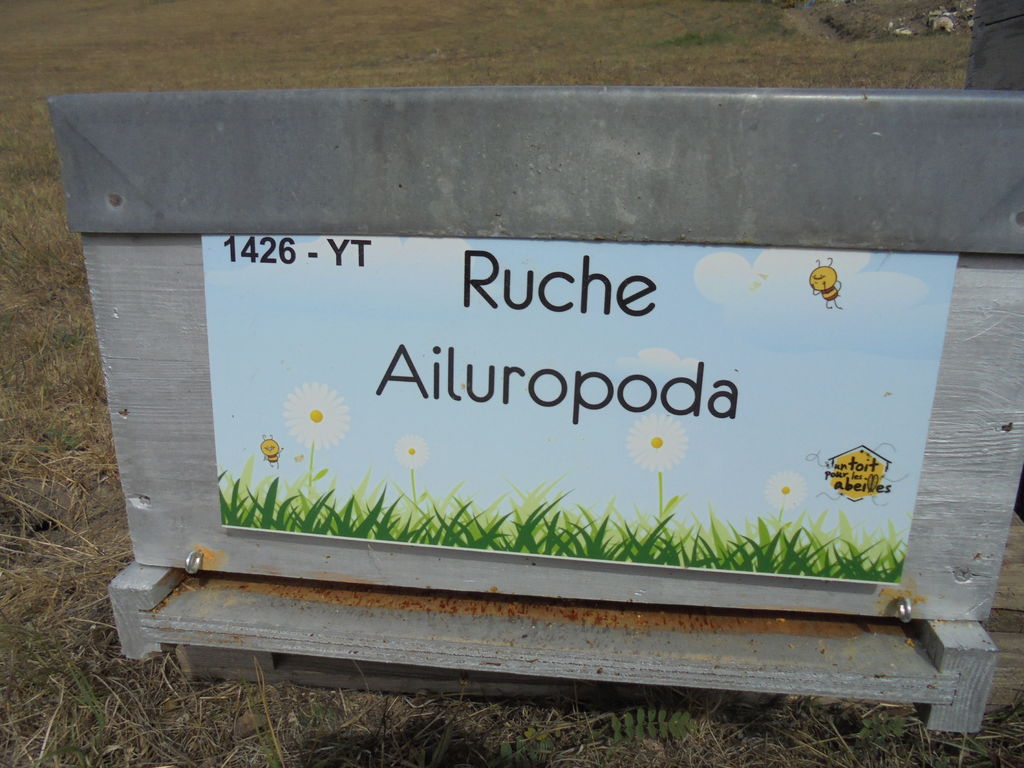 1426 - YT
Ruche
Ailuropoda
un toit
pour les
abeilles